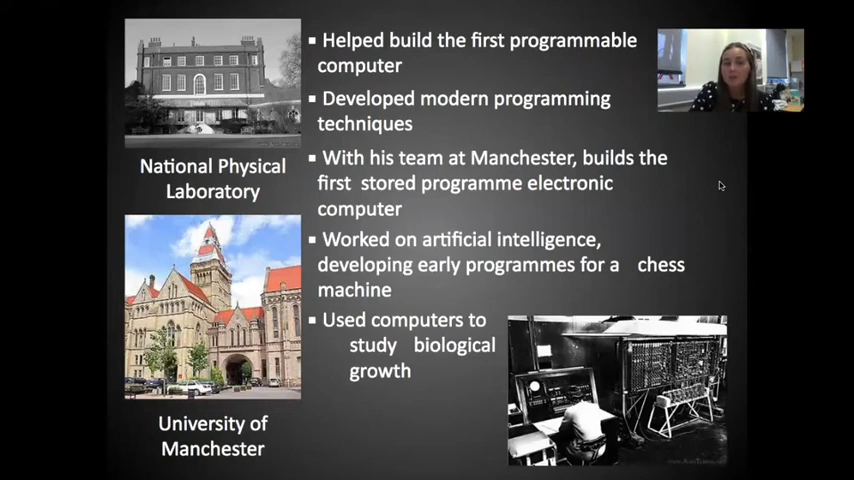 ▪ Helped build the first programmable
computer
▪ Developed modern programming
techniques
National Physical
Laboratory
▪ With his team at Manchester, builds the
first stored programme electronic
computer
▪ Worked on artificial intelligence,
developing early programmes for a chess
machine
▪ Used computers to
study biological
growth
University of
Manchester